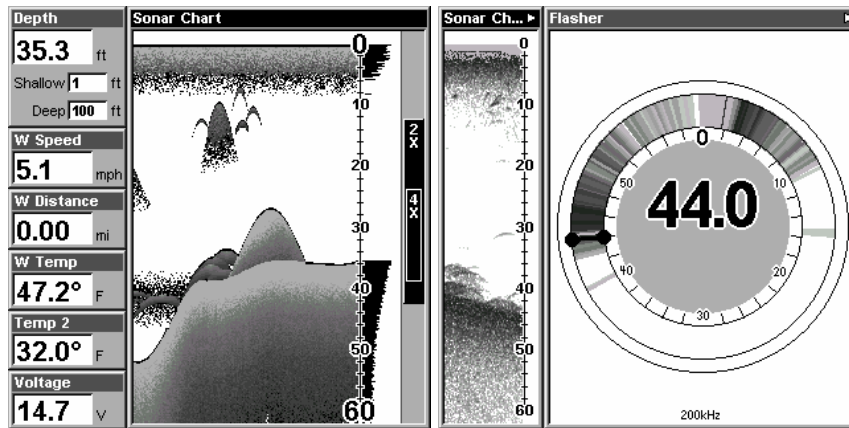 Depth
35.3 ft
Shallow 1 ft
Deep 100 ft
W Speed
5.1 mph
W Distance
0.00 mi
W Temp
47.2° F
Temp 2
32.0° F
Voltage
14.7 V
Sonar Chart
0
10
20
30
40
50
60
2X
4X
Sonar Ch...
0
10
20
30
40
50
60
Flasher
0
10
20
30
40
50
44.0
200kHz